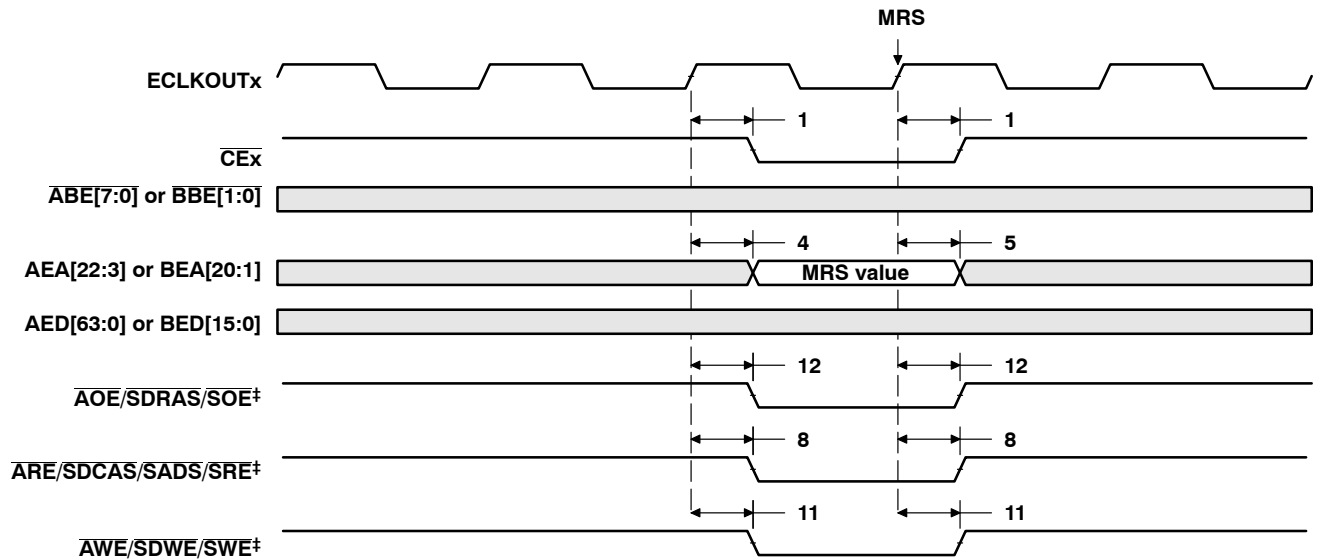 MRS
ECLKOUTx
1 1
CEx
ABE[7:0] or BBE[1:0]
4 5
AEA[22:3] or BEA[20:1] MRS value
AED[63:0] or BED[15:0]
12 12
AOE/SDRAS/SOE‡
8 8
ARE/SDCAS/SADS/SRE‡
11 11
AWE/SDWE/SWE‡